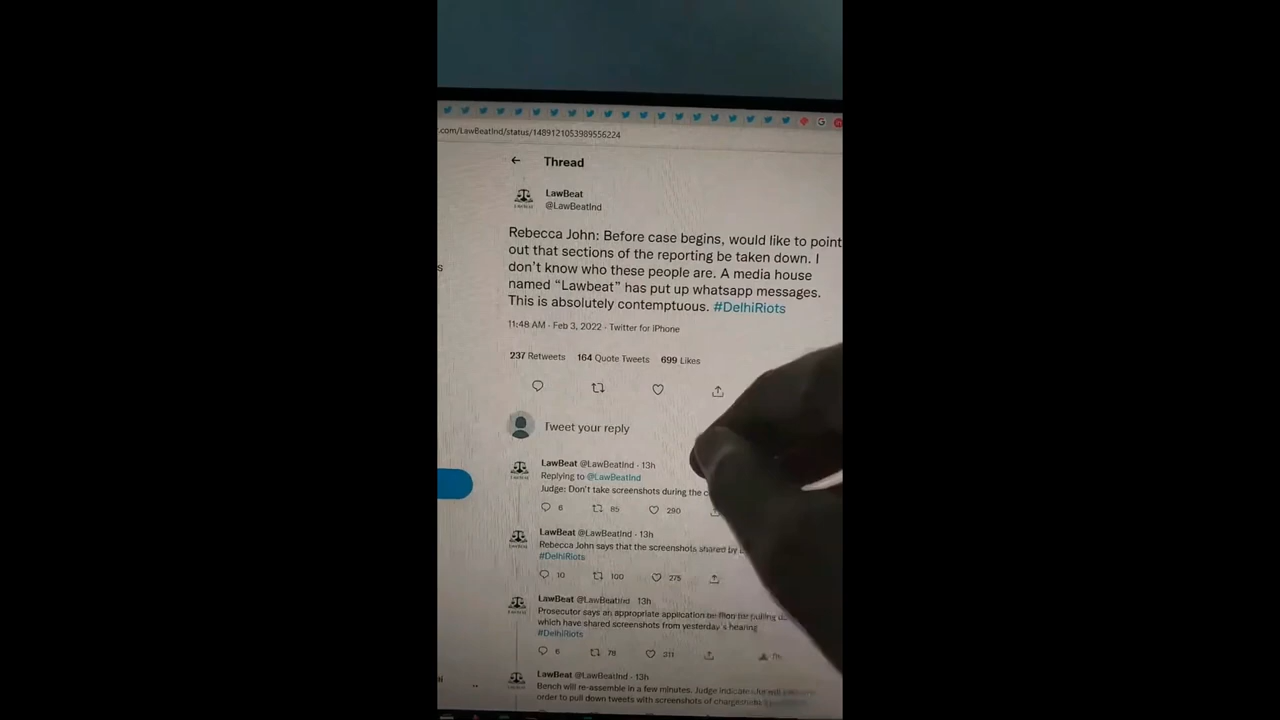 .com/LawBeatInd/status/1489121053989556224
Thread
LawBeat
@LawBeatInd
Rebecca John: Before case begins, would like to point
out that sections of the reporting be taken down. I
don't know who these people are. A media house
named “Lawbeat” has put up whatsapp messages.
This is absolutely contemptuous. #DelhiRiots
11:48 AM · Feb 3, 2022 · Twitter for iPhone
237 Retweets 164 Quote Tweets 699 Likes
Tweet your reply
LawBeat @LawBeatInd · 13h
Replying to @LawBeatInd
Judge: Don't take screenshots during the
6 85 290
LawBeat @LawBeatInd · 13h
Rebecca John says that the screenshots shared by
#DelhiRiots
10 100 275
LawBeat @LawBeatInd · 13h
Prosecutor says an appropriate application be
which have shared screenshots from yesterday's hearing
#DelhiRiots
6 78 311
LawBeat @LawBeatInd · 13h
Bench will re-assemble in a few minutes. Judge
order to pull down tweets with screenshots of